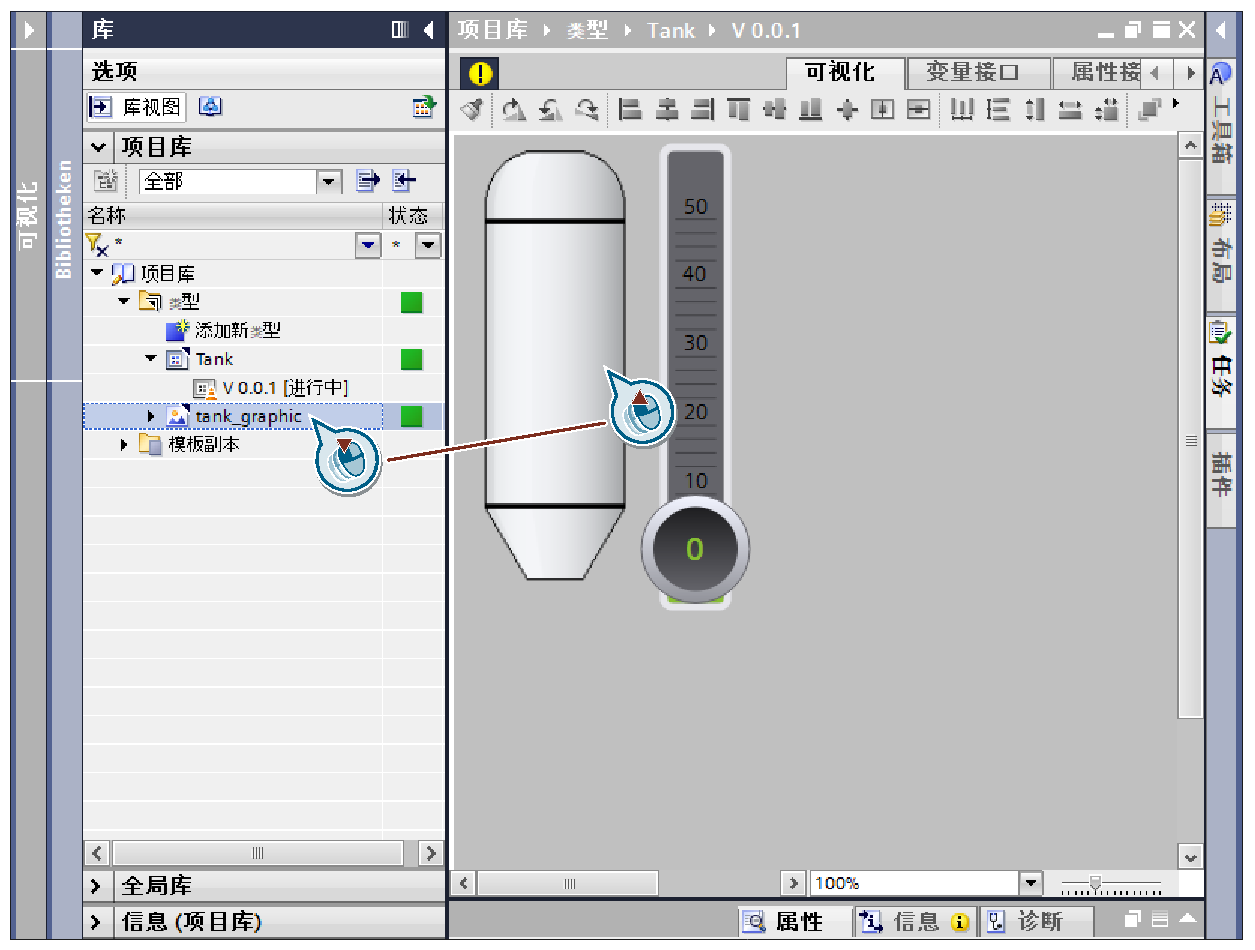 库
项目库 类型 Tank V 0.0.1
选项
可视化 变量接口 属性接
库视图
项目库
全部
名称 状态
* *
项目库
类型
添加新类型
Tank
V 0.0.1 [进行中]
tank_graphic
模板副本
全局库
信息 (项目库)
可视化
Bibliotheken
50
40
30
20
10
0
100%
属性 信息 诊断
工具箱
布局
任务
插件